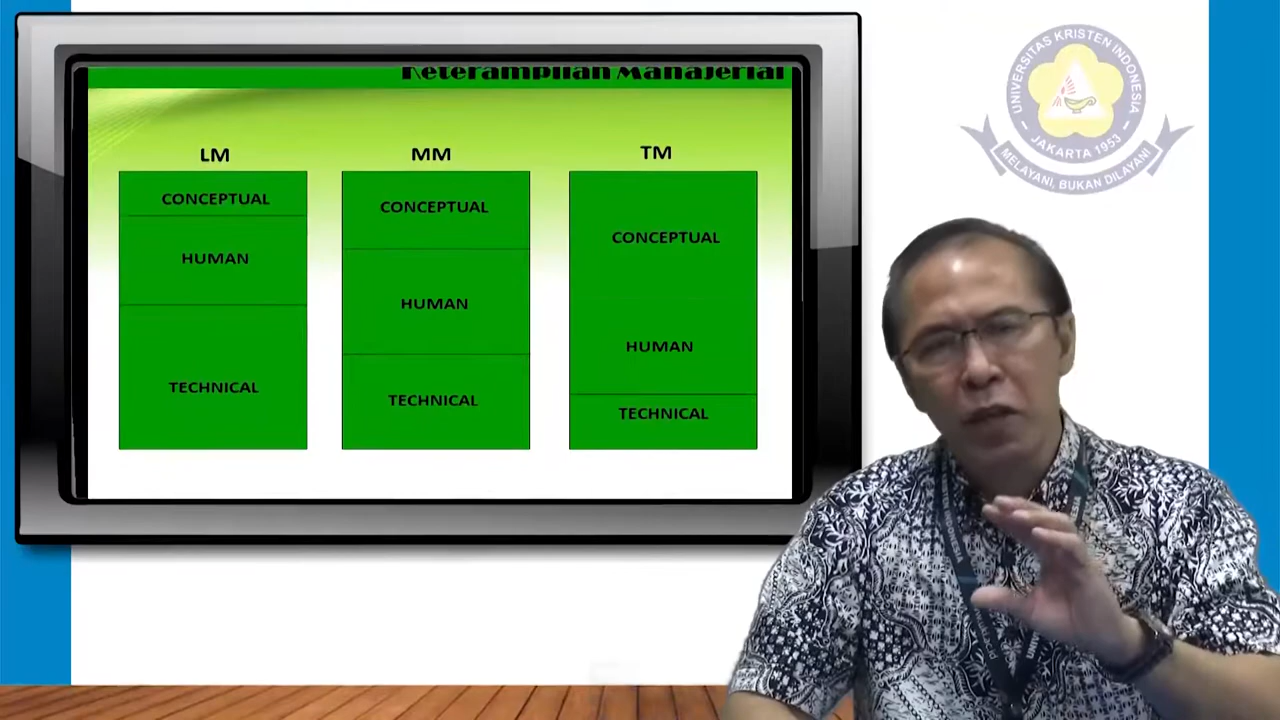 Keterampilan Manajerial
LM
MM
TM
CONCEPTUAL
HUMAN
TECHNICAL
CONCEPTUAL
HUMAN
TECHNICAL
CONCEPTUAL
HUMAN
TECHNICAL
UNIVERSITAS KRISTEN INDONESIA
JAKARTA 1953
MELAYANI, BUKAN DILAYANI